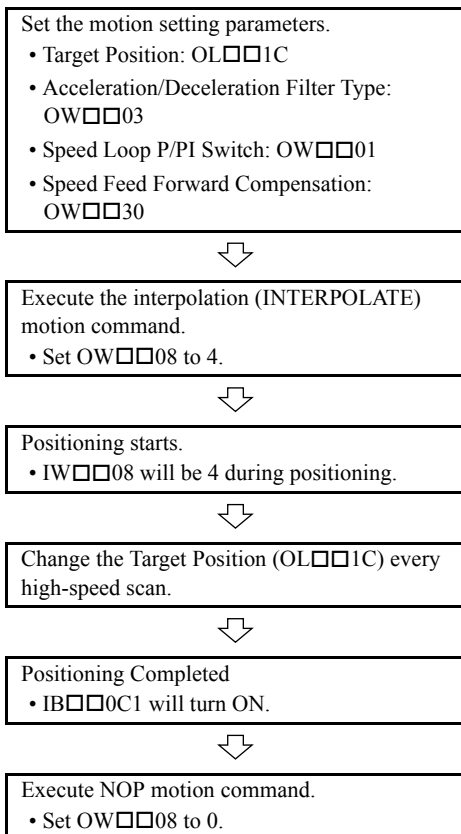 Set the motion setting parameters.
• Target Position: OL□□1C
• Acceleration/Deceleration Filter Type:
OW□□03
• Speed Loop P/PI Switch: OW□□01
• Speed Feed Forward Compensation:
OW□□30
Execute the interpolation (INTERPOLATE)
motion command.
• Set OW□□08 to 4.
Positioning starts.
• IW□□08 will be 4 during positioning.
Change the Target Position (OL□□1C) every
high-speed scan.
Positioning Completed
• IB□□0C1 will turn ON.
Execute NOP motion command.
• Set OW□□08 to 0.